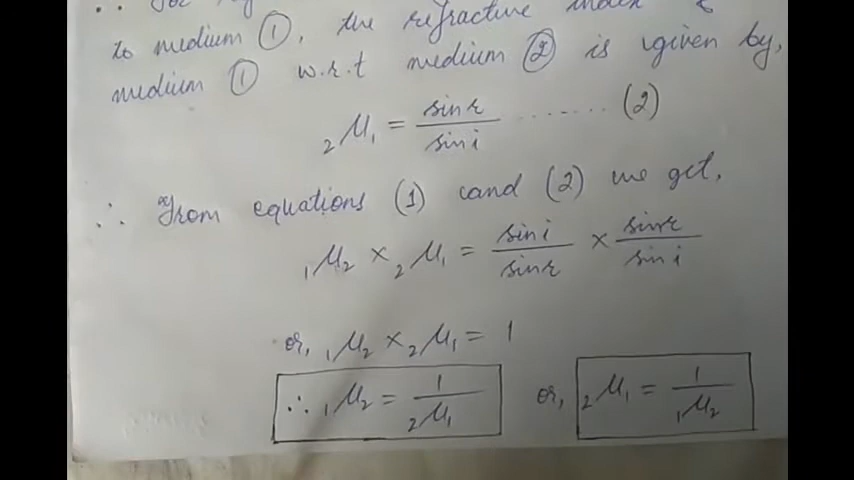 ∴ For
to medium ①, the refractive index
medium ① w.r.t medium ② is given by,
₂μ₁ = sin r / sin i ........ (2)
∴ From equations (1) and (2) we get,
₁μ₂ × ₂μ₁ = sin i / sin r × sin r / sin i
or, ₁μ₂ × ₂μ₁ = 1
∴ ₁μ₂ = 1 / ₂μ₁ or, ₂μ₁ = 1 / ₁μ₂